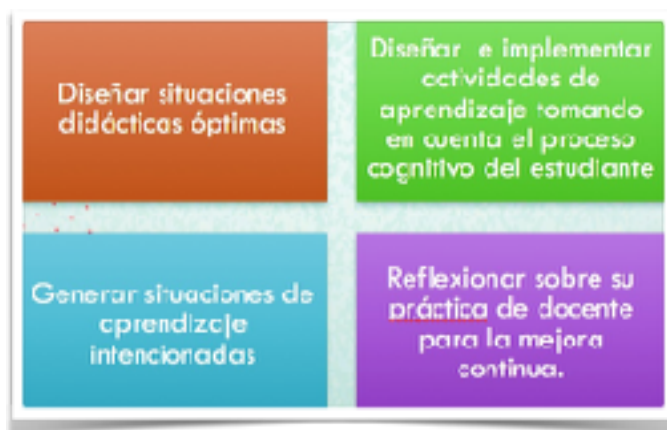 Diseñar situaciones
didácticas óptimas
Diseñar e implementar
actividades de
aprendizaje tomando
en cuenta el proceso
cognitivo del estudiante
Generar situaciones de
aprendizaje
intencionadas
Reflexionar sobre su
práctica de docente
para la mejora
continua.